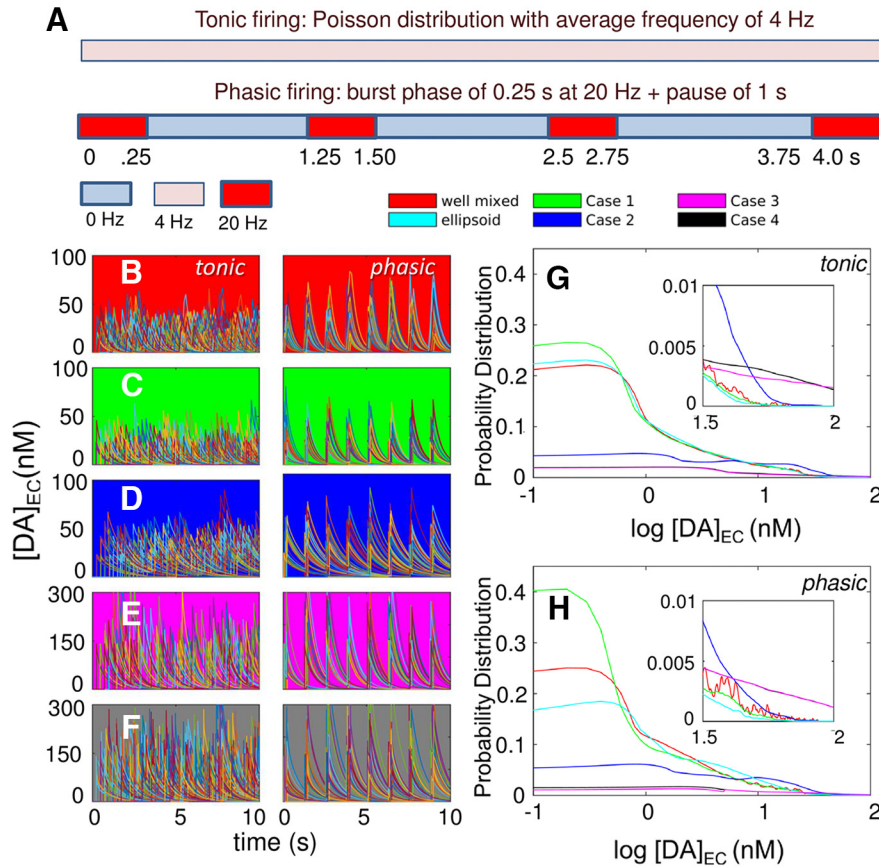 A
Tonic firing: Poisson distribution with average frequency of 4 Hz
Phasic firing: burst phase of 0.25 s at 20 Hz + pause of 1 s
0 .25 1.25 1.50 2.5 2.75 3.75 4.0 s
0 Hz 4 Hz 20 Hz
well mixed Case 1 Case 3
ellipsoid Case 2 Case 4
[DA]EC(nM)
B tonic phasic
100
50
0
C
100
50
0
D
100
50
0
E
300
150
0
F
300
150
0
0 5 10 0 5 10
time (s)
G tonic
Probability Distribution
0.4
0.3
0.2
0.1
0
-1 0 1 2
log [DA]EC (nM)
0.01
0.005
0
1.5 2
H phasic
Probability Distribution
0.4
0.3
0.2
0.1
0
-1 0 1 2
log [DA]EC (nM)
0.01
0.005
0
1.5 2